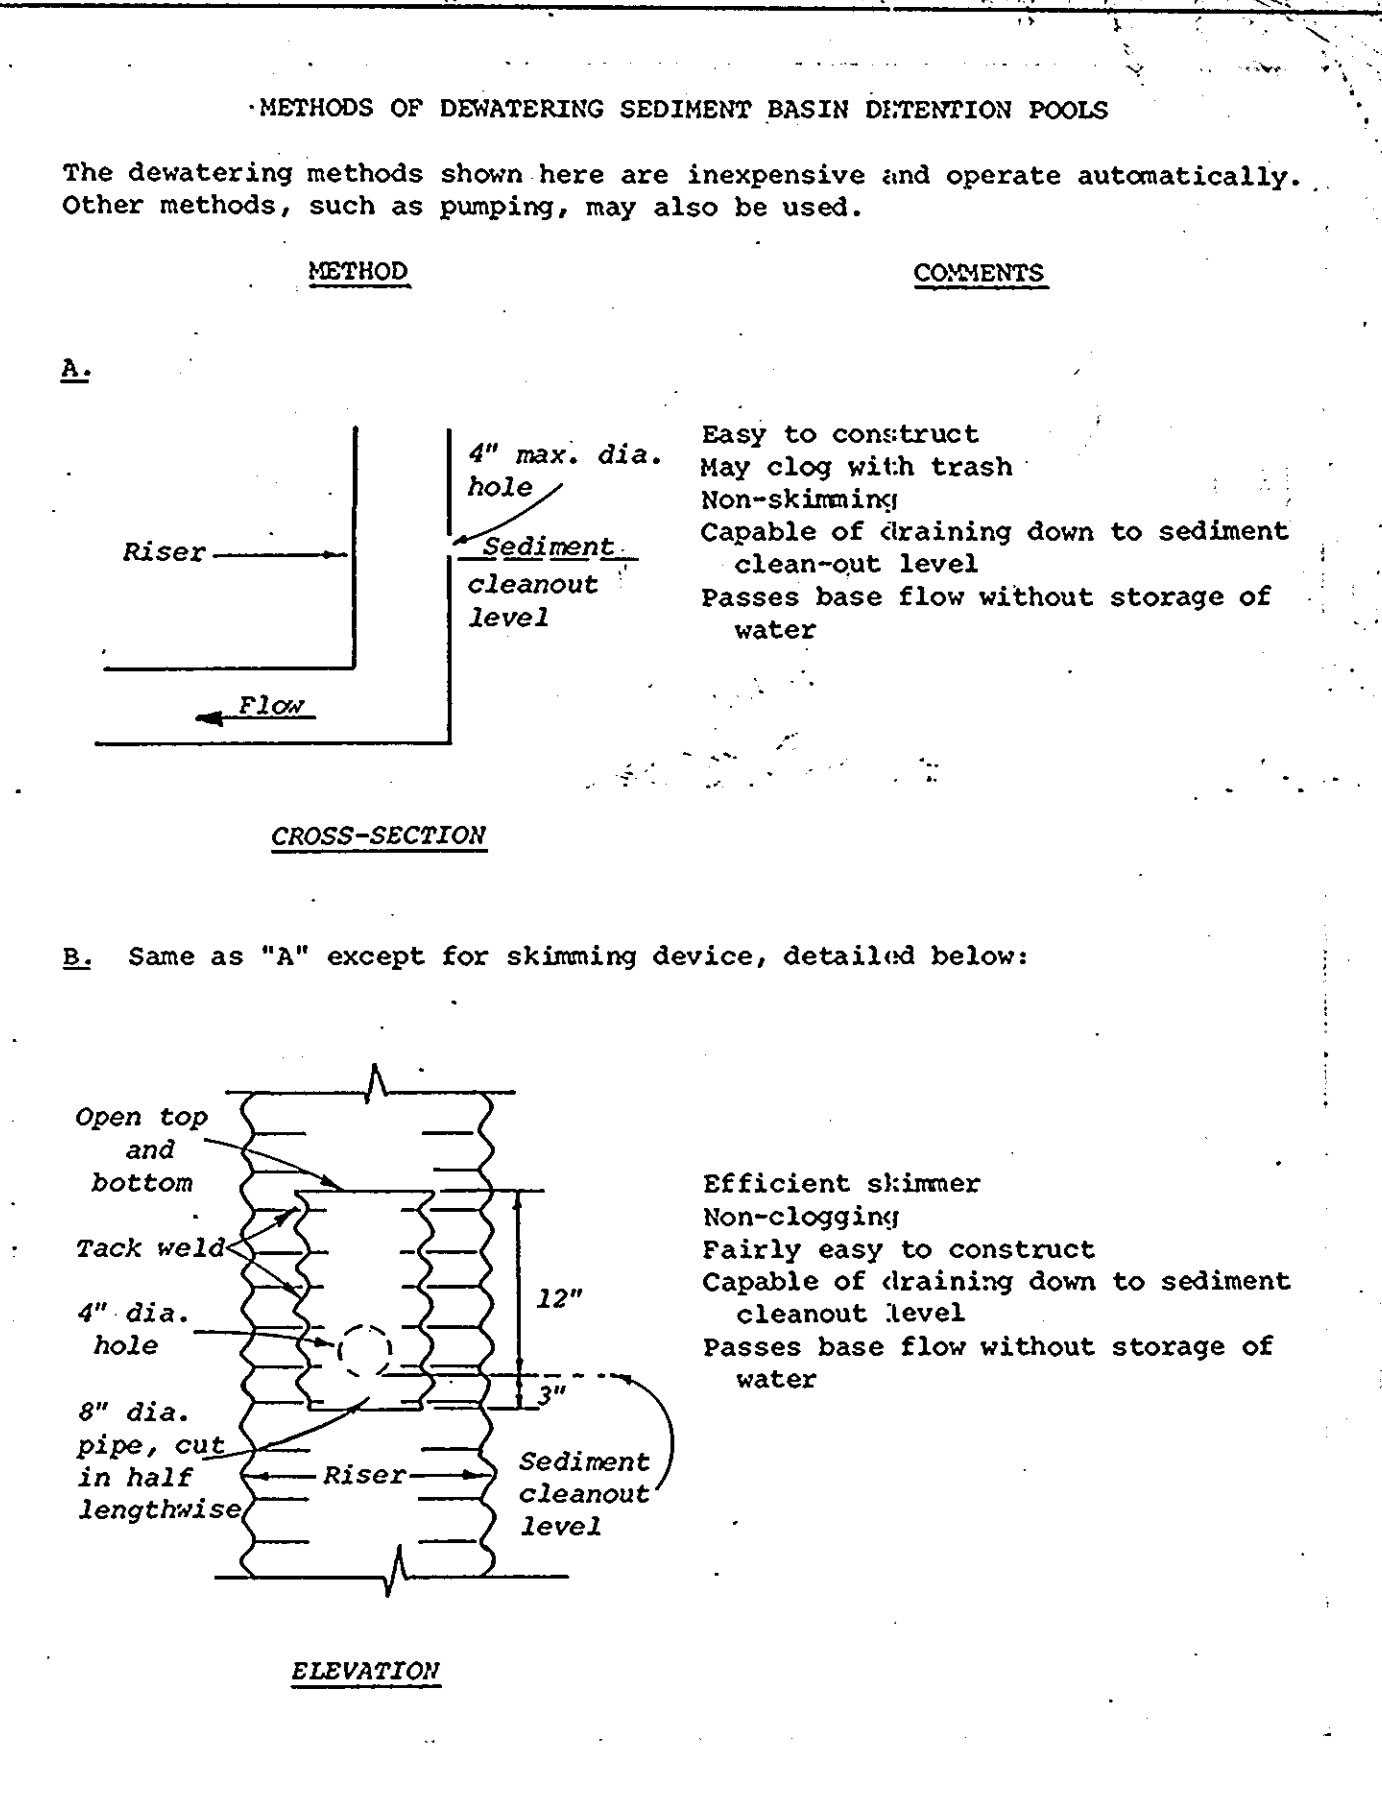 METHODS OF DEWATERING SEDIMENT BASIN DETENTION POOLS
The dewatering methods shown here are inexpensive and operate automatically.
Other methods, such as pumping, may also be used.
METHOD
COMMENTS
A.
4" max. dia.
hole
Riser
Sediment
cleanout
level
Flow
CROSS-SECTION
Easy to construct
May clog with trash
Non-skimming
Capable of draining down to sediment
clean-out level
Passes base flow without storage of
water
B. Same as "A" except for skimming device, detailed below:
Open top
and
bottom
Tack weld
4" dia.
hole
8" dia.
pipe, cut
in half
lengthwise
12"
3"
Riser
Sediment
cleanout
level
ELEVATION
Efficient skimmer
Non-clogging
Fairly easy to construct
Capable of draining down to sediment
cleanout level
Passes base flow without storage of
water